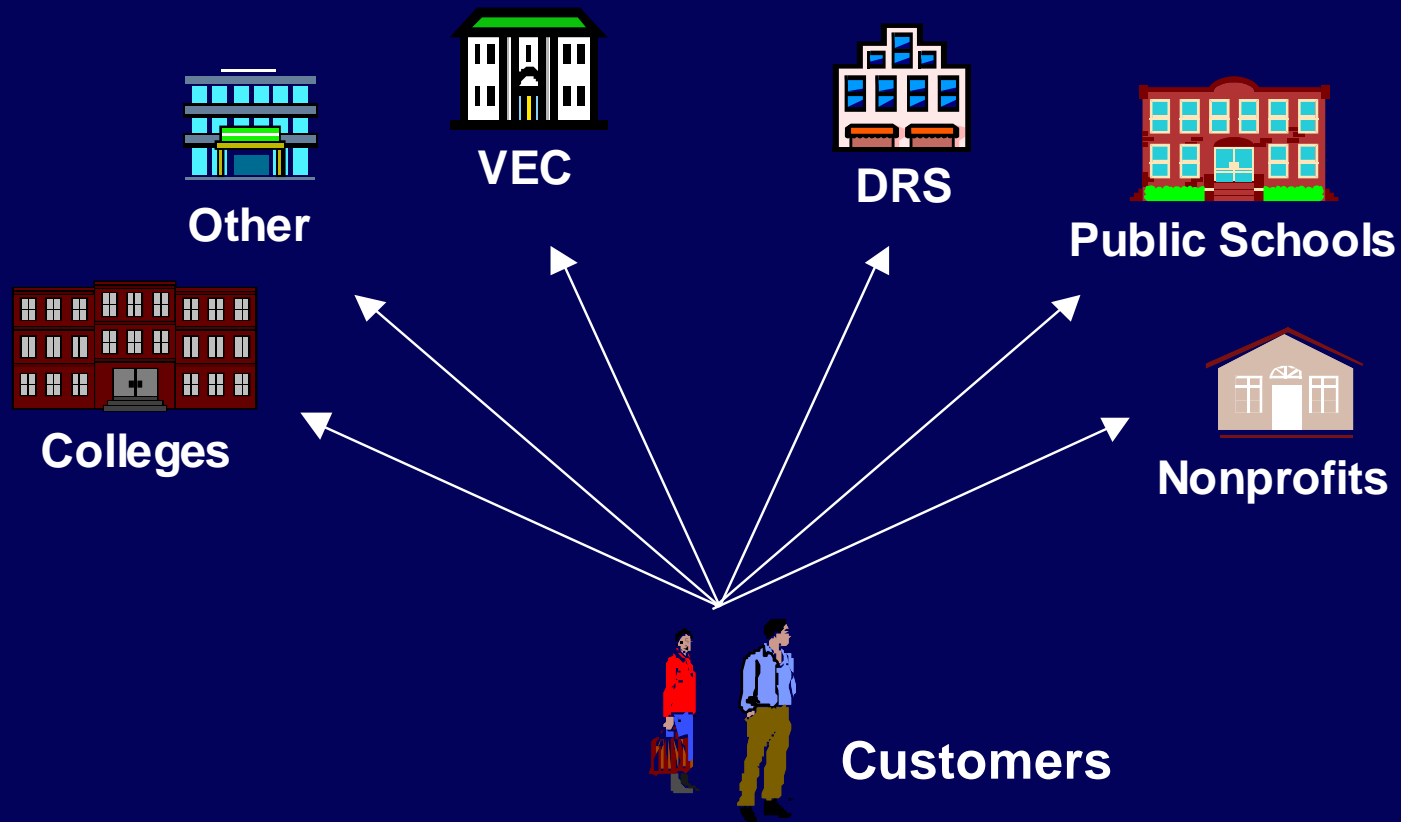 VEC
DRS
Other
Public Schools
Colleges
Nonprofits
Customers